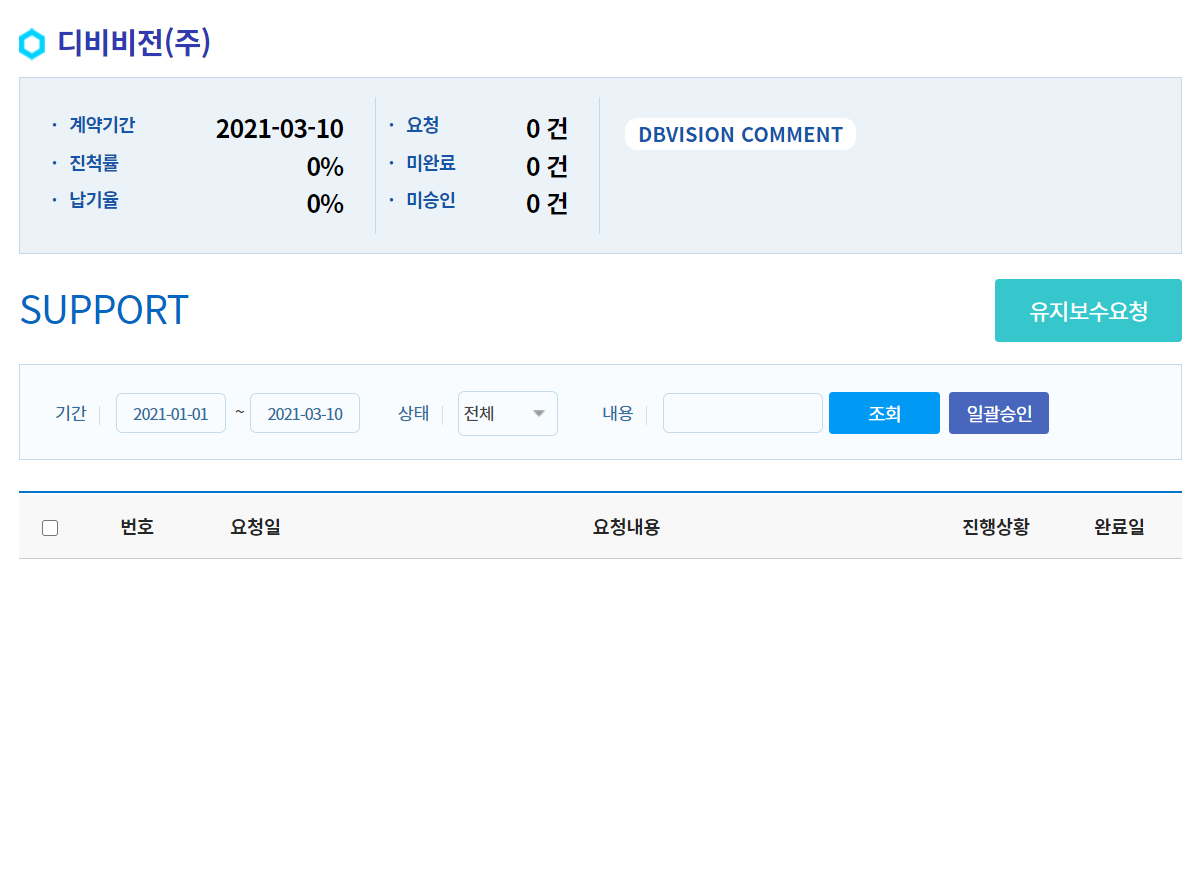 디비비전(주)
· 계약기간 2021-03-10
· 진척률 0%
· 납기율 0%
· 요청 0 건
· 미완료 0 건
· 미승인 0 건
DBVISION COMMENT
SUPPORT
유지보수요청
기간 2021-01-01 ~ 2021-03-10 상태 전체 내용 조회 일괄승인
번호 요청일 요청내용 진행상황 완료일